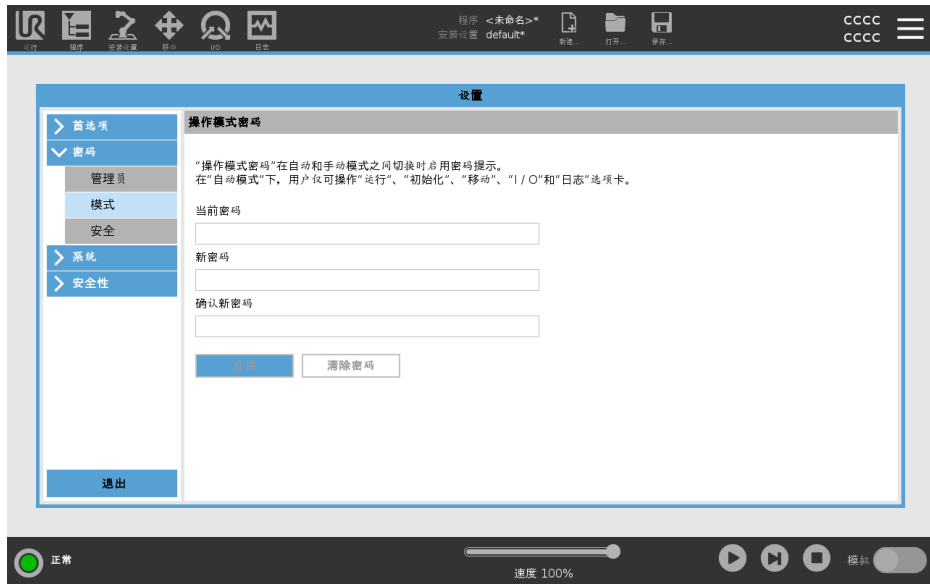 UR
程序 <未命名>*
安装设置 default*
CCCC
CCCC
运行
程序
安装设置
移动
I/O
日志
新建...
打开...
保存...
设置
首选项
密码
管理员
模式
安全
系统
安全性
退出
操作模式密码
“操作模式密码”在自动和手动模式之间切换时启用密码提示。
在“自动模式”下，用户仅可操作“运行”、“初始化”、“移动”、“I / O”和“日志”选项卡。
当前密码
新密码
确认新密码
应用
清除密码
正常
速度 100%
模拟